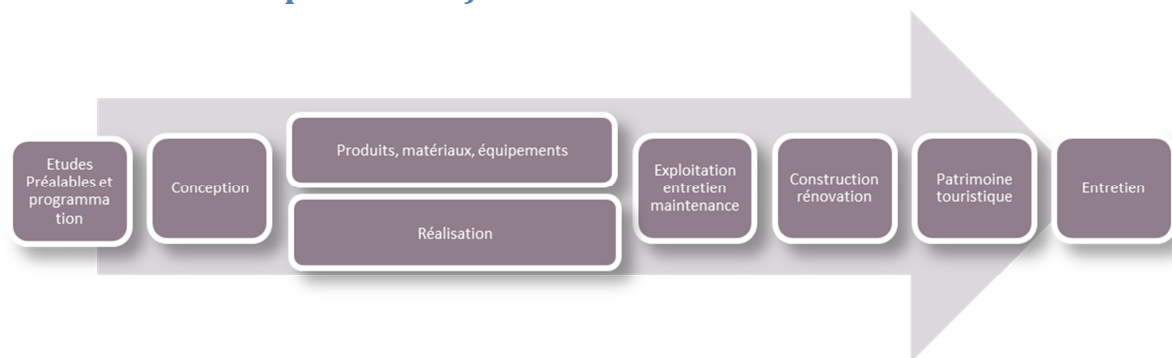 Etudes
Préalables et
programma
tion
Conception
Produits, matériaux, équipements
Réalisation
Exploitation
entretien
maintenance
Construction
rénovation
Patrimoine
touristique
Entretien